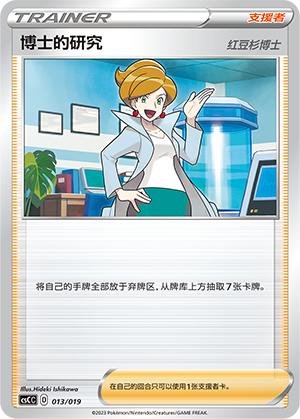 TRAINER
支援者
博士的研究
红豆杉博士
将自己的手牌全部放于弃牌区，从牌库上方抽取7张卡牌。
Illus.Hideki Ishikawa
CSCC D 013/019
在自己的回合只可以使用1张支援者卡。
©2023 Pokémon/Nintendo/Creatures/GAME FREAK.